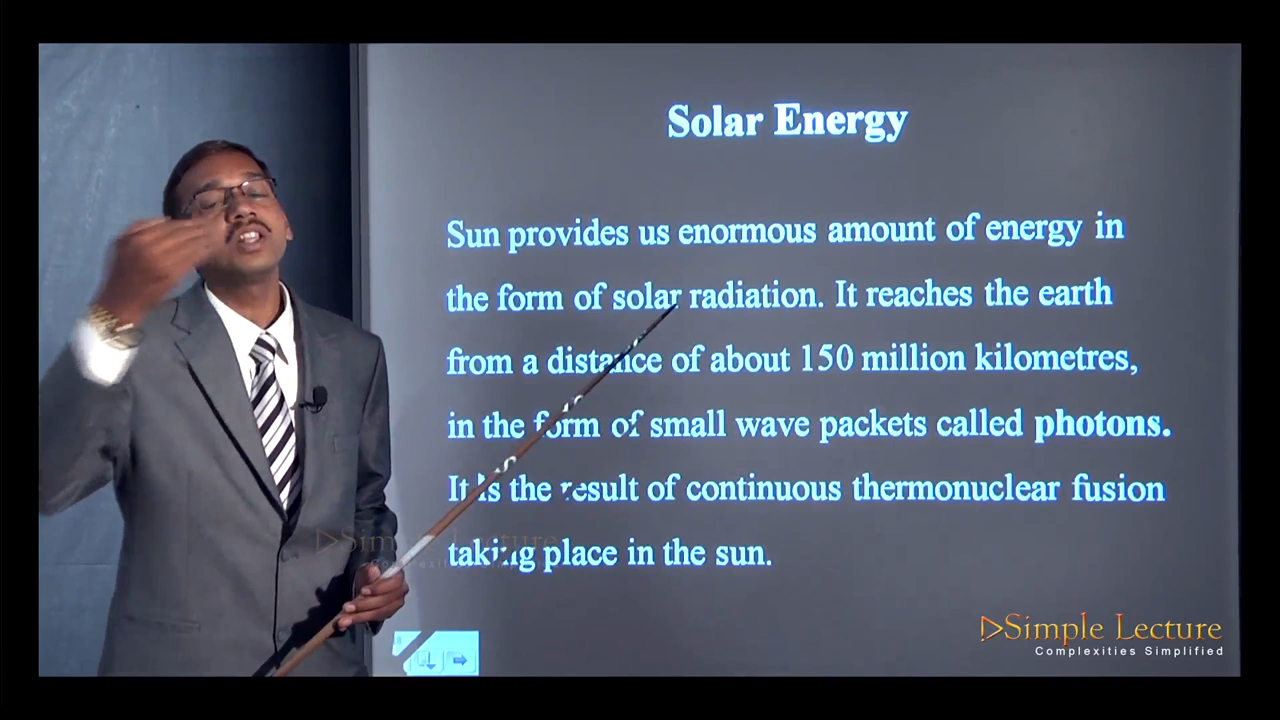 Solar Energy
Sun provides us enormous amount of energy in
the form of solar radiation. It reaches the earth
from a distance of about 150 million kilometres,
in the form of small wave packets called photons.
It is the result of continuous thermonuclear fusion
taking place in the sun.
Simple Lecture
Simple Lecture
Complexities Simplified